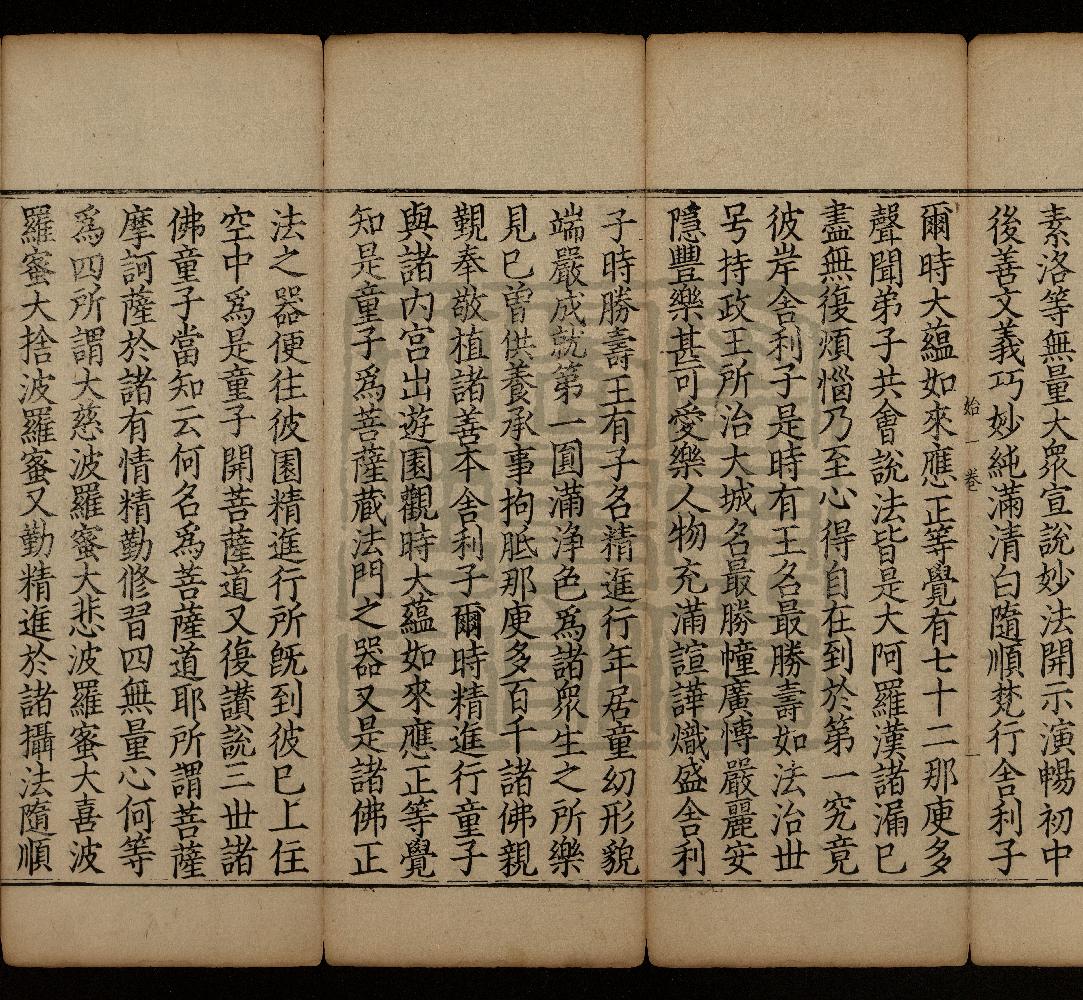 素洛等無量大衆宣說妙法開示演暢初中
後善文義巧妙純滿清白隨順梵行舍利子
始一 卷 一
爾時大蘊如來應正等覺有七十二那庾多
聲聞弟子共會說法皆是大阿羅漢諸漏已
盡無復煩惱乃至心得自在到於第一究竟
彼岸舍利子是時有王名最勝壽如法治世
号持政王所治大城名最勝幢廣愽嚴麗安
隱豐樂甚可愛樂人物充滿諠譁熾盛舍利
子時勝壽王有子名精進行年居童幼形貌
端嚴成就第一圓滿淨色爲諸衆生之所樂
見已曽供養承事拘胝那庾多百千諸佛親
覲奉敬植諸善本舍利子爾時精進行童子
與諸内宫出遊園觀時大蘊如來應正等覺
知是童子爲菩薩藏法門之器又是諸佛正
法之器便往彼園精進行所旣到彼已上住
空中爲是童子開菩薩道又復讃說三世諸
佛童子當知云何名爲菩薩道耶所謂菩薩
摩訶薩於諸有情精勤修習四無量心何等
爲四所謂大慈波羅蜜大悲波羅蜜大喜波
羅蜜大捨波羅蜜又勤精進於諸攝法隨順